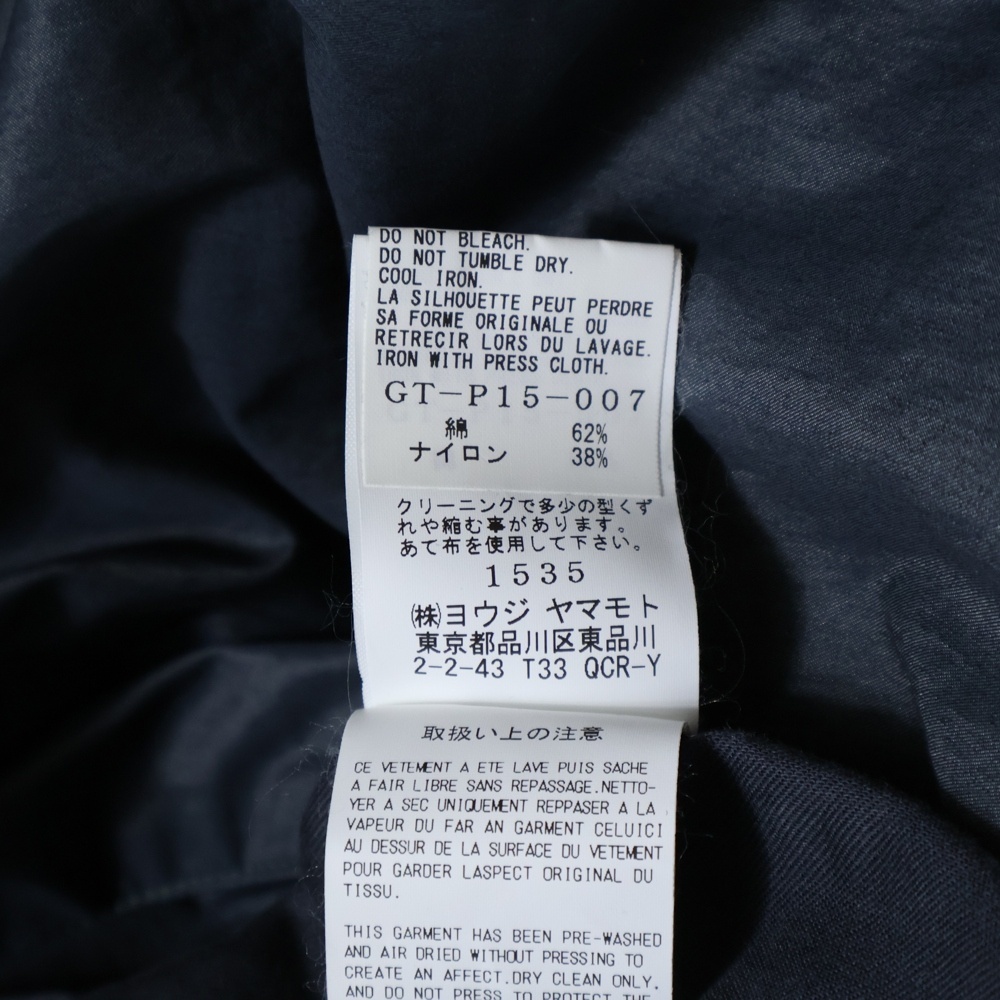 DO NOT BLEACH.
DO NOT TUMBLE DRY.
COOL IRON.
LA SILHOUETTE PEUT PERDRE
SA FORME ORIGINALE OU
RETRECIR LORS DU LAVAGE.
IRON WITH PRESS CLOTH.
GT-P15-007
綿 62%
ナイロン 38%
クリーニングで多少の型くず
れや縮む事があります。
あて布を使用して下さい。
1535
㈱ヨウジ ヤマモト
東京都品川区東品川
2-2-43 T33 QCR-Y
取扱い上の注意
CE VETEMENT A ETE LAVE PUIS SACHE
A FAIR LIBRE SANS REPASSAGE.NETTO-
YER A SEC UNIQUEMENT REPPASER A LA
VAPEUR DU FAR AN GARMENT CELUICI
AU DESSUR DE LA SURFACE DU VETEMENT
POUR GARDER LASPECT ORIGINAL DU
TISSU.
THIS GARMENT HAS BEEN PRE-WASHED
AND AIR DRIED WITHOUT PRESSING TO
CREATE AN AFFECT.DRY CLEAN ONLY.
AND DO NOT PRESS TO PROTECT THE